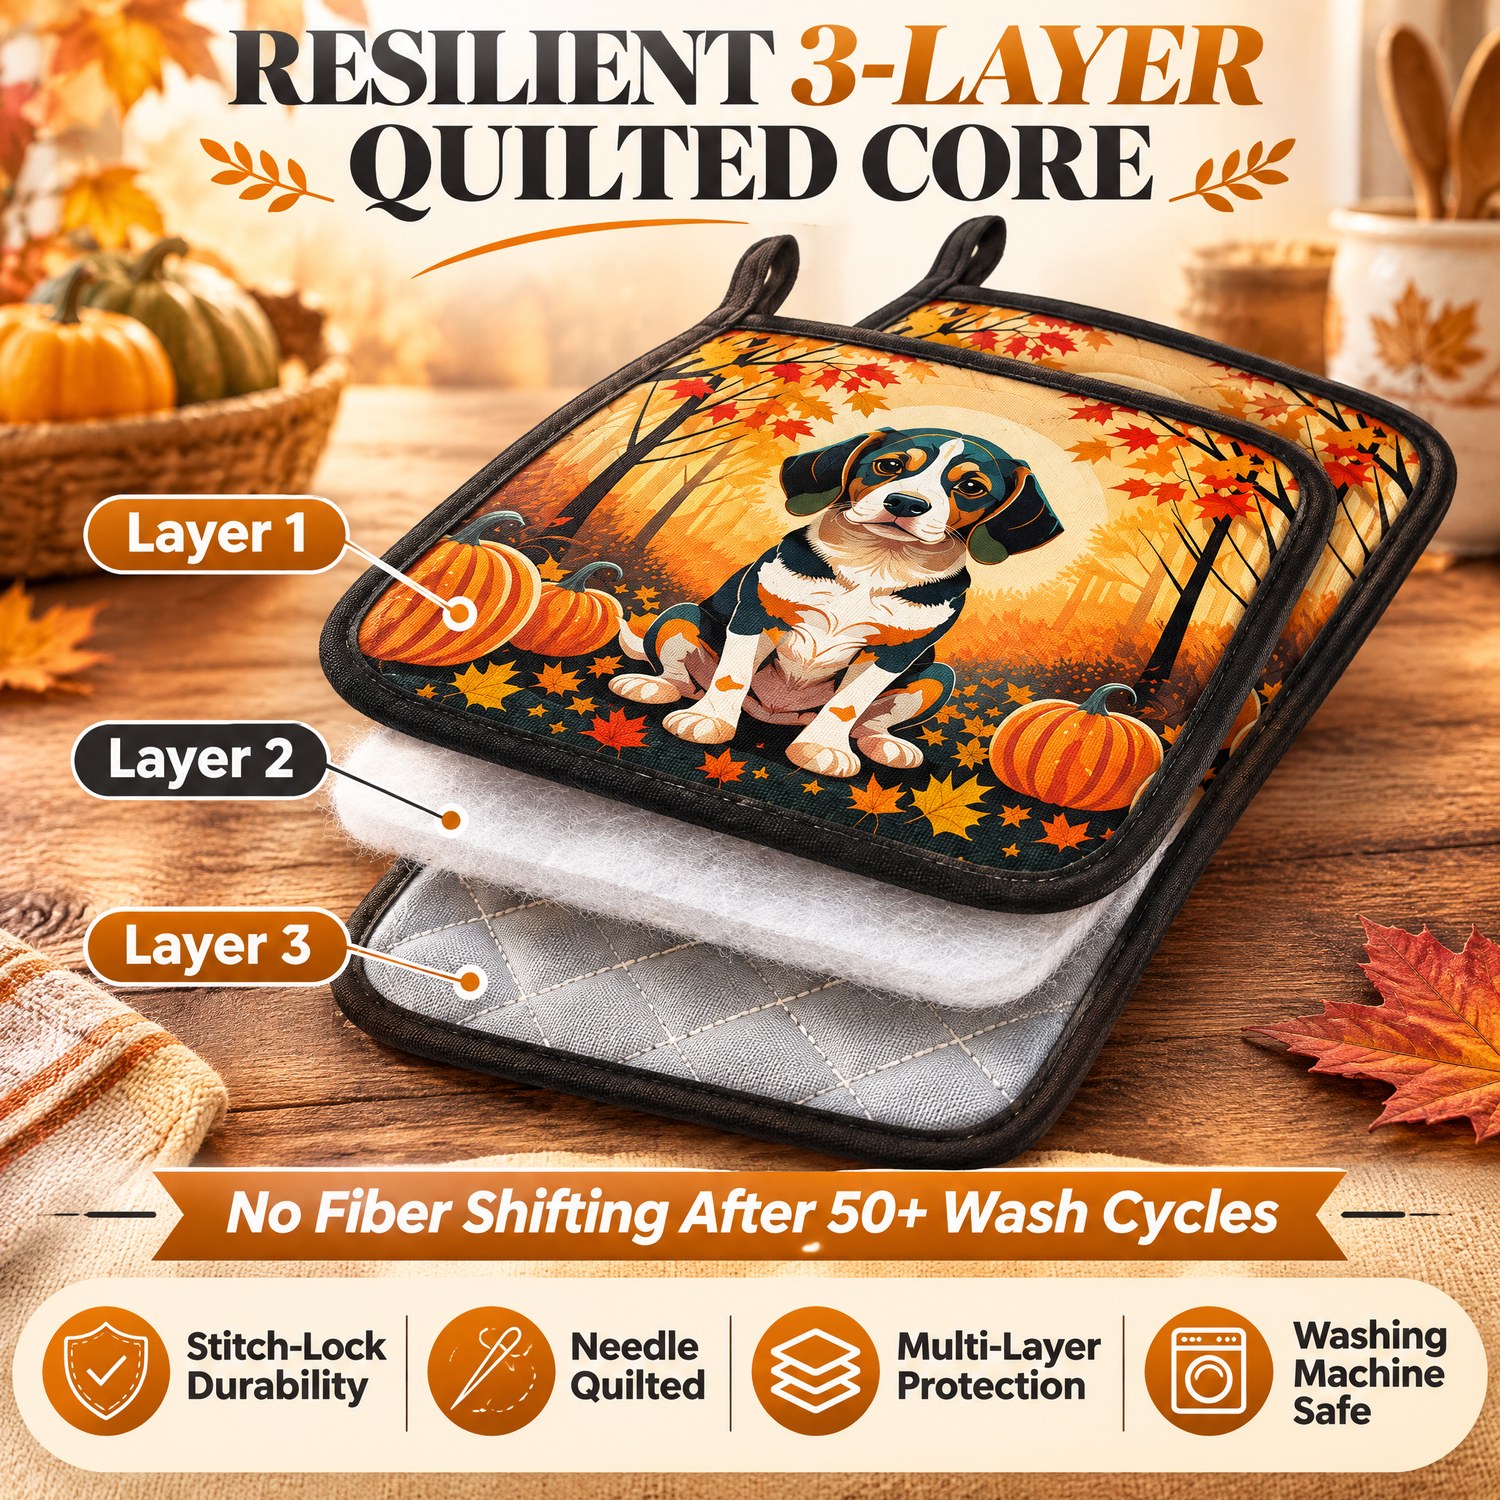 RESILIENT 3-LAYER
QUILTED CORE
Layer 1
Layer 2
Layer 3
No Fiber Shifting After 50+ Wash Cycles
Stitch-Lock
Durability
Needle
Quilted
Multi-Layer
Protection
Washing
Machine
Safe